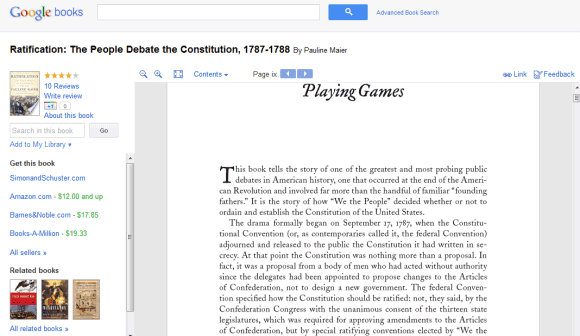 Google books
Advanced Book Search
Ratification: The People Debate the Constitution, 1787-1788 By Pauline Maier
10 Reviews
Write review
+1 0
About this book
Search in this book Go
Add to My Library ▾
Get this book
SimonandSchuster.com
Amazon.com - $12.00 and up
Barnes&Noble.com - $17.85
Books-A-Million - $19.33
All sellers »
Related books
All related books »
Contents ▾ Page ix Link Feedback
Playing Games
This book tells the story of one of the greatest and most probing public
debates in American history, one that occurred at the end of the Ameri-
can Revolution and involved far more than the handful of familiar “founding
fathers.” It is the story of how “We the People” decided whether or not to
ordain and establish the Constitution of the United States.
The drama formally began on September 17, 1787, when the Constitu-
tional Convention (or, as contemporaries called it, the federal Convention)
adjourned and released to the public the Constitution it had written in se-
crecy. At that point the Constitution was nothing more than a proposal. In
fact, it was a proposal from a body of men who had acted without authority
since the delegates had been appointed to propose changes to the Articles
of Confederation, not to design a new government. The federal Conven-
tion specified how the Constitution should be ratified: not, they said, by the
Confederation Congress with the unanimous consent of the thirteen state
legislatures, which was required for approving amendments to the Articles
of Confederation, but by special ratifying conventions elected by “We the